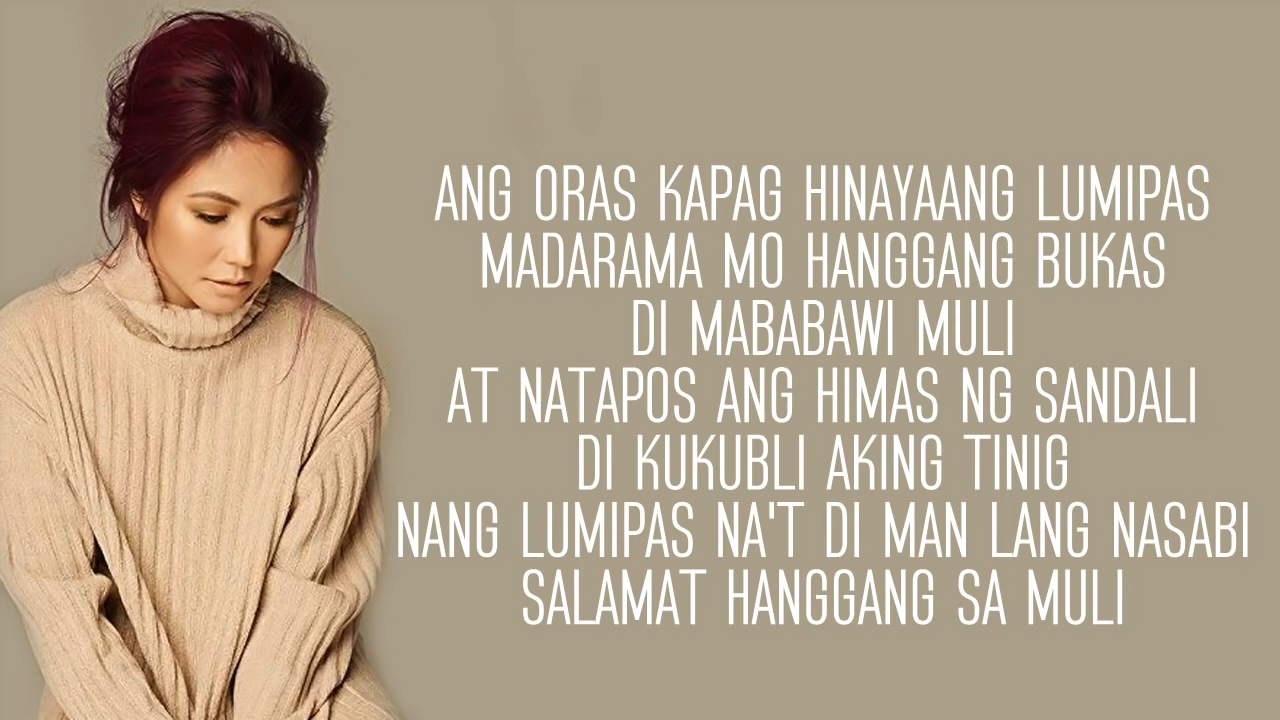 ANG ORAS KAPAG HINAYAANG LUMIPAS
MADARAMA MO HANGGANG BUKAS
DI MABABAWI MULI
AT NATAPOS ANG HIMAS NG SANDALI
DI KUKUBLI AKING TINIG
NANG LUMIPAS NA'T DI MAN LANG NASABI
SALAMAT HANGGANG SA MULI